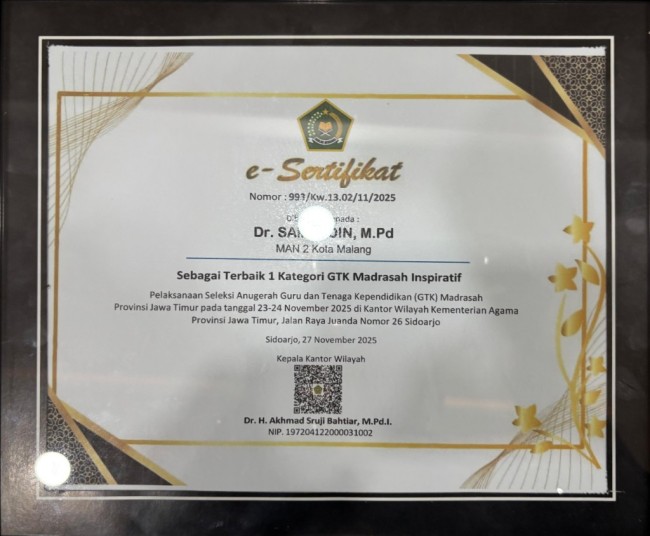 e-Sertifikat
Nomor : 993/Kw.13.02/11/2025
Dr. M.Pd
MAN 2 Kota Malang
Sebagai Terbaik 1 Kategori GTK Madrasah Inspiratif
Pelaksanaan Seleksi Anugerah Guru dan Tenaga Kependidikan (GTK) Madrasah
Provinsi Jawa Timur pada tanggal 23-24 November 2025 di Kantor Wilayah Kementerian Agama
Provinsi Jawa Timur, Jalan Raya Juanda Nomor 26 Sidoarjo
Sidoarjo, 27 November 2025
Kepala Kantor Wilayah
Dr. H. Akhmad Sruji Bahtiar, M.Pd.I.
NIP. 197204122000031002